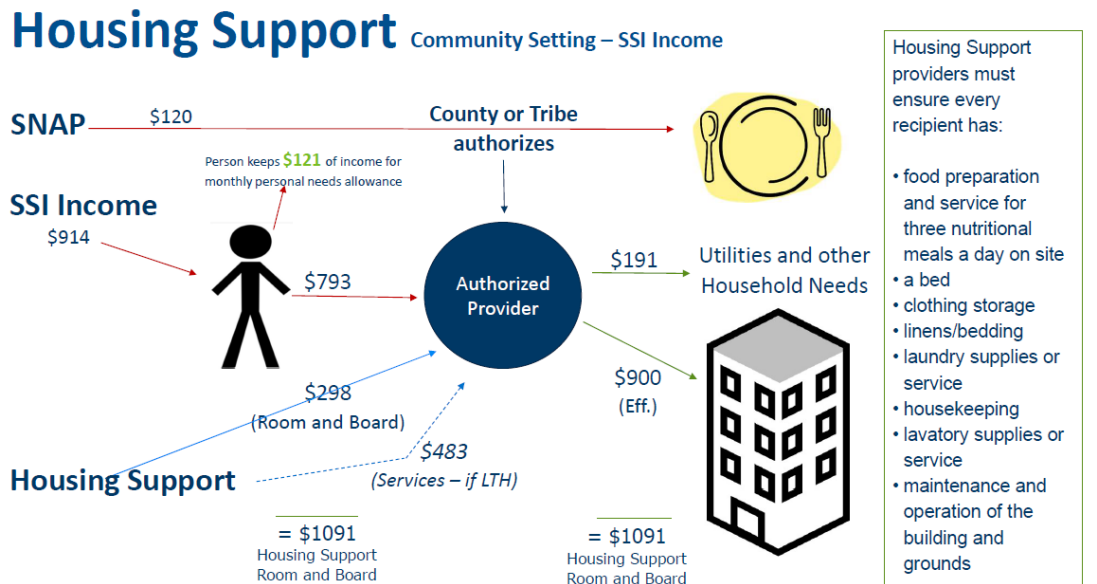 Housing Support Community Setting – SSI Income
SNAP
$120
County or Tribe
authorizes
Person keeps $121 of income for
monthly personal needs allowance
SSI Income
$914
$793
Authorized
Provider
$191
Utilities and other
Household Needs
$900
(Eff.)
$298
(Room and Board)
$483
(Services – if LTH)
Housing Support
= $1091
Housing Support
Room and Board
= $1091
Housing Support
Room and Board
Housing Support
providers must
ensure every
recipient has:
• food preparation
and service for
three nutritional
meals a day on site
• a bed
• clothing storage
• linens/bedding
• laundry supplies or
service
• housekeeping
• lavatory supplies or
service
• maintenance and
operation of the
building and
grounds